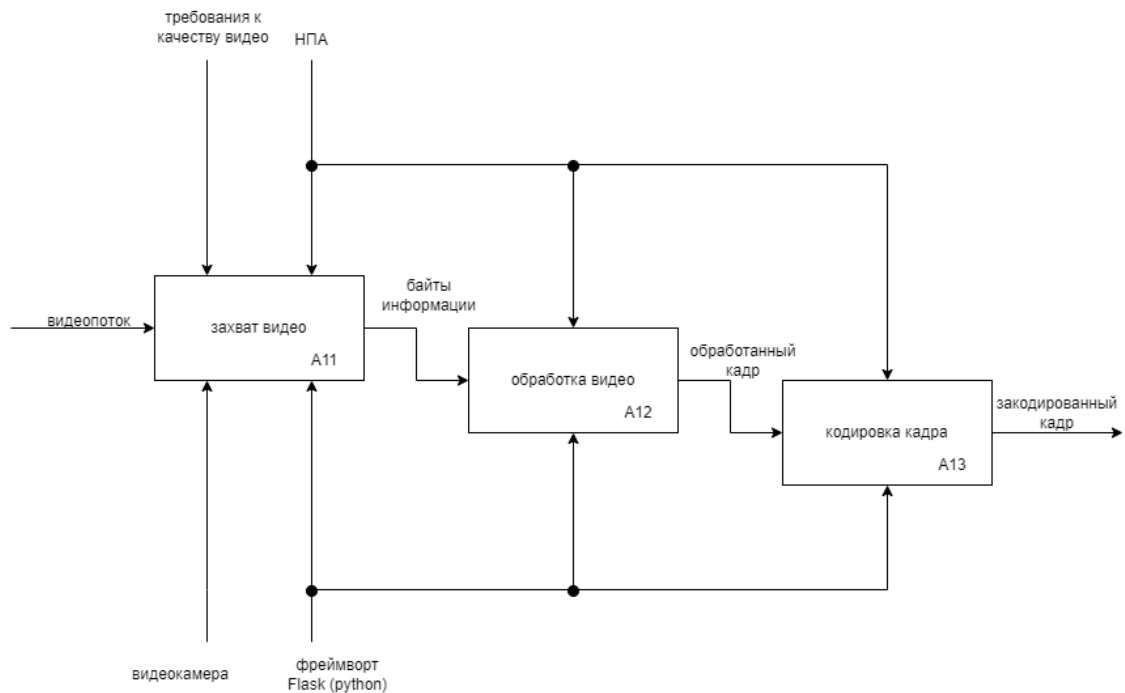 требования к
качеству видео
НПА
видеопоток
захват видео
A11
байты
информации
обработка видео
A12
обработанный
кадр
кодировка кадра
A13
закодированный
кадр
видеокамера
фреймворт
Flask (python)